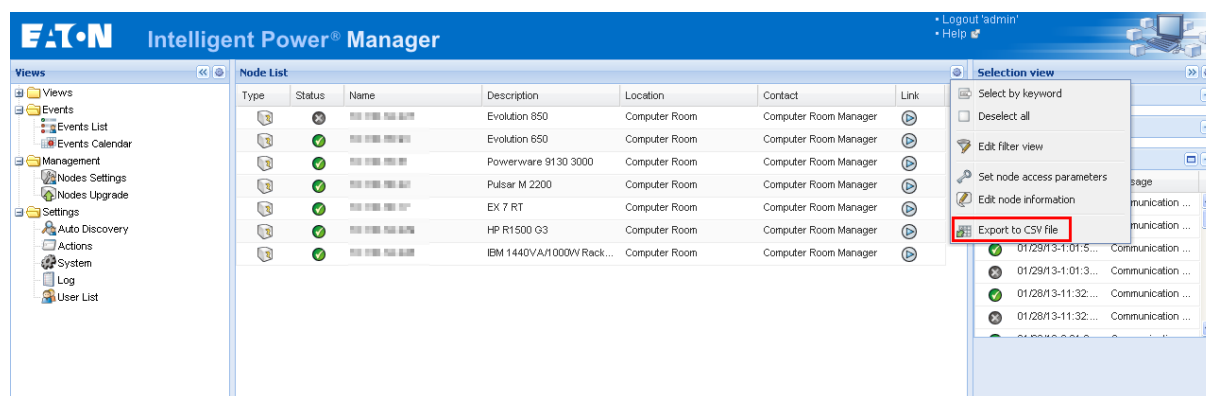 • Logout 'admin'
EATON Intelligent Power® Manager • Help
Views Node List Selection view
Views Type Status Name Description Location Contact Link Select by keyword
Events Evolution 850 Computer Room Computer Room Manager Deselect all
Events List
Events Calendar Evolution 650 Computer Room Computer Room Manager Edit filter view
Management Powerware 9130 3000 Computer Room Computer Room Manager
Nodes Settings Pulsar M 2200 Computer Room Computer Room Manager Set node access parameters sage
Nodes Upgrade Edit node information munication ...
Settings EX 7 RT Computer Room Computer Room Manager
Auto Discovery HP R1500 G3 Computer Room Computer Room Manager Export to CSV file munication ...
Actions IBM 1440VA/1000W Rack... Computer Room Computer Room Manager 01/29/13-1:01:5... Communication ...
System
Log 01/29/13-1:01:3... Communication ...
User List 01/28/13-11:32:... Communication ...
01/28/13-11:32:... Communication ...